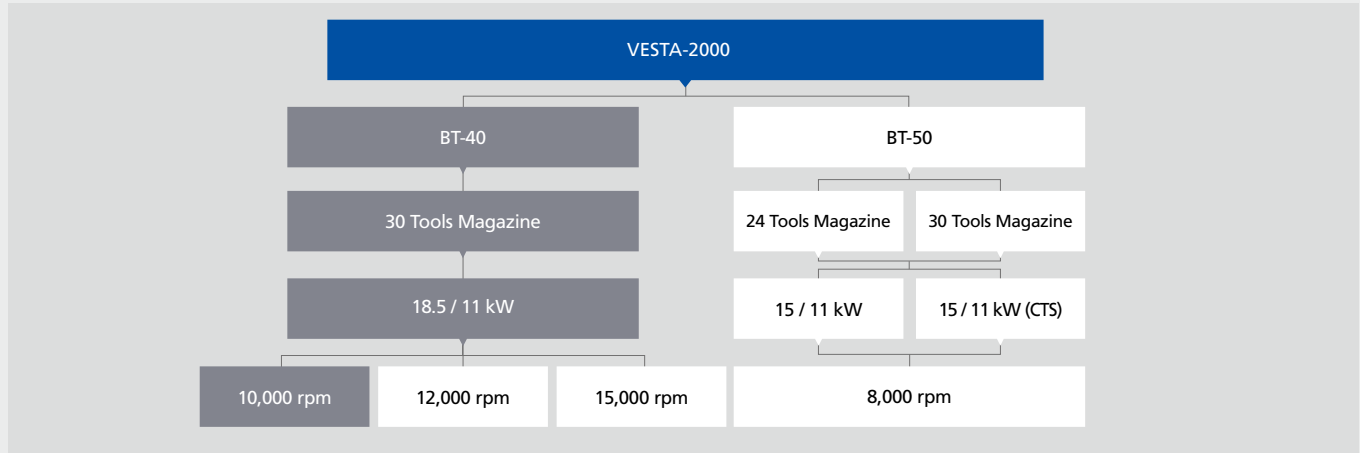 VESTA-2000
BT-40
BT-50
30 Tools Magazine
24 Tools Magazine
30 Tools Magazine
18.5 / 11 kW
15 / 11 kW
15 / 11 kW (CTS)
10,000 rpm
12,000 rpm
15,000 rpm
8,000 rpm